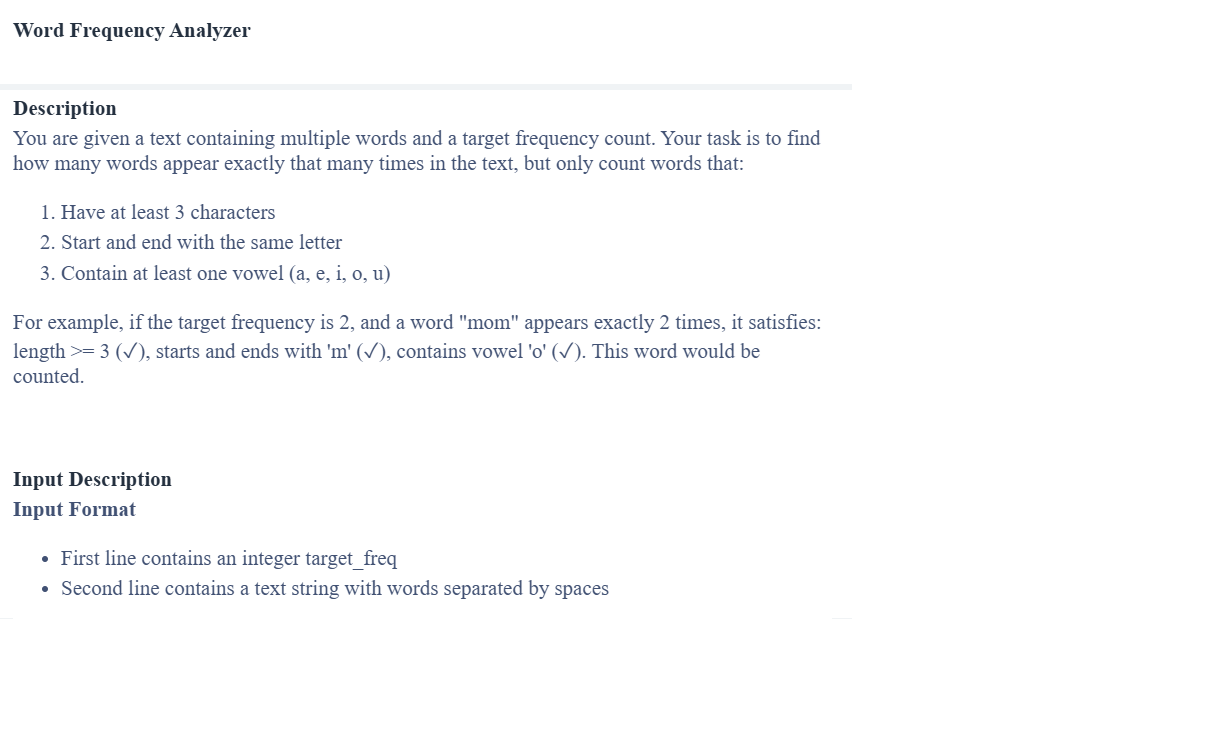 Word Frequency Analyzer
Description
You are given a text containing multiple words and a target frequency count. Your task is to find
how many words appear exactly that many times in the text, but only count words that:
1. Have at least 3 characters
2. Start and end with the same letter
3. Contain at least one vowel (a, e, i, o, u)
For example, if the target frequency is 2, and a word "mom" appears exactly 2 times, it satisfies:
length >= 3 (✓), starts and ends with 'm' (✓), contains vowel 'o' (✓). This word would be
counted.
Input Description
Input Format
• First line contains an integer target_freq
• Second line contains a text string with words separated by spaces